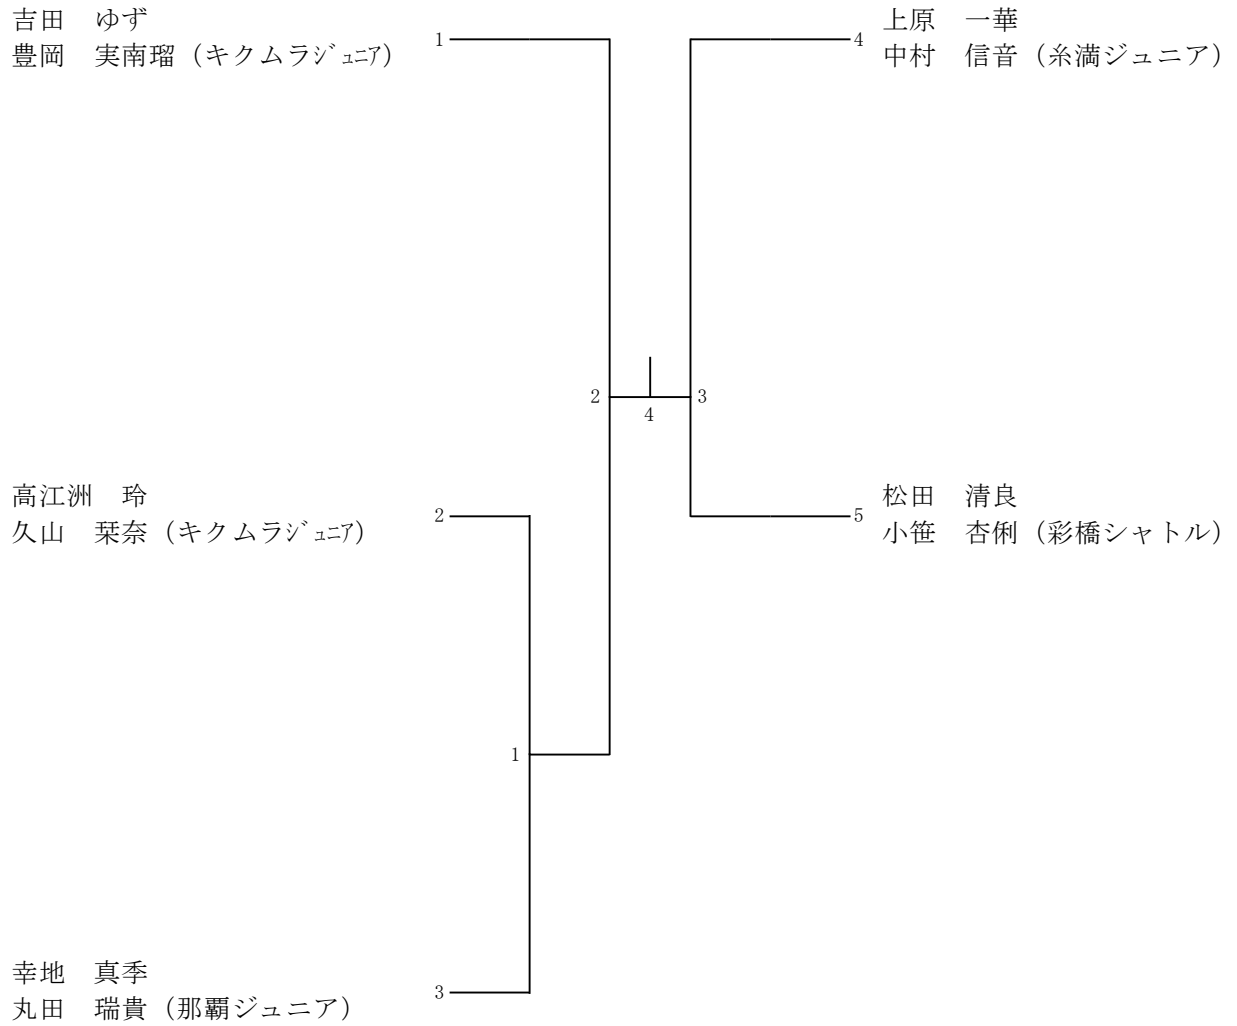 吉田　ゆず
豊岡　実南瑠（キクムラｼﾞｭﾆｱ）
1
高江洲　玲
久山　栞奈（キクムラｼﾞｭﾆｱ）
2
幸地　真季
丸田　瑞貴（那覇ジュニア）
3
1
2
4
3
4
上原　一華
中村　信音（糸満ジュニア）
5
松田　清良
小笹　杏俐（彩橋シャトル）